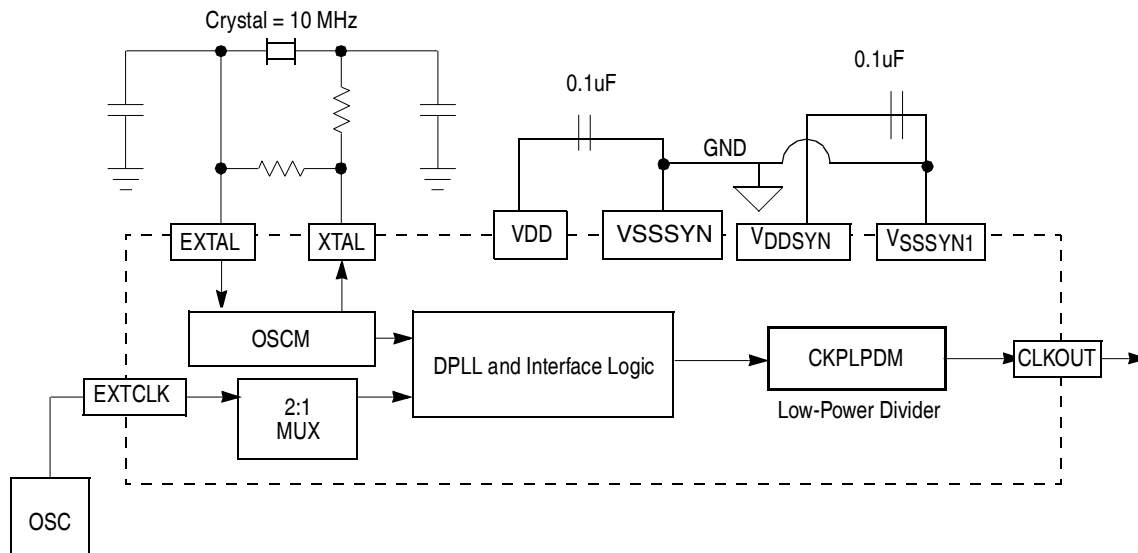 Crystal = 10 MHz
0.1uF
0.1uF
GND
EXTAL
XTAL
VDD
VSSSYN
VDDSYN
VSSSYN1
OSCM
DPLL and Interface Logic
CKPLPDM
CLKOUT
EXTCLK
2:1
MUX
Low-Power Divider
OSC